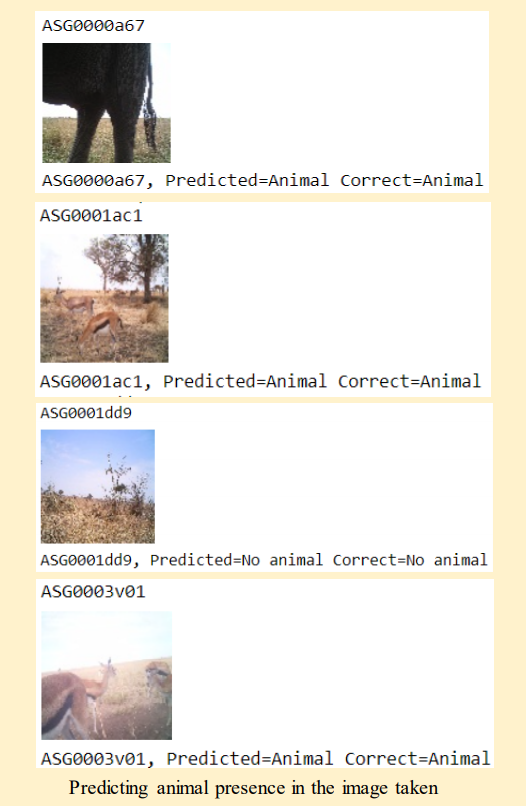 ASG0000a67
ASG0000a67, Predicted=Animal Correct=Animal
ASG0001ac1
ASG0001ac1, Predicted=Animal Correct=Animal
ASG0001dd9
ASG0001dd9, Predicted=No animal Correct=No animal
ASG0003v01
ASG0003v01, Predicted=Animal Correct=Animal
Predicting animal presence in the image taken